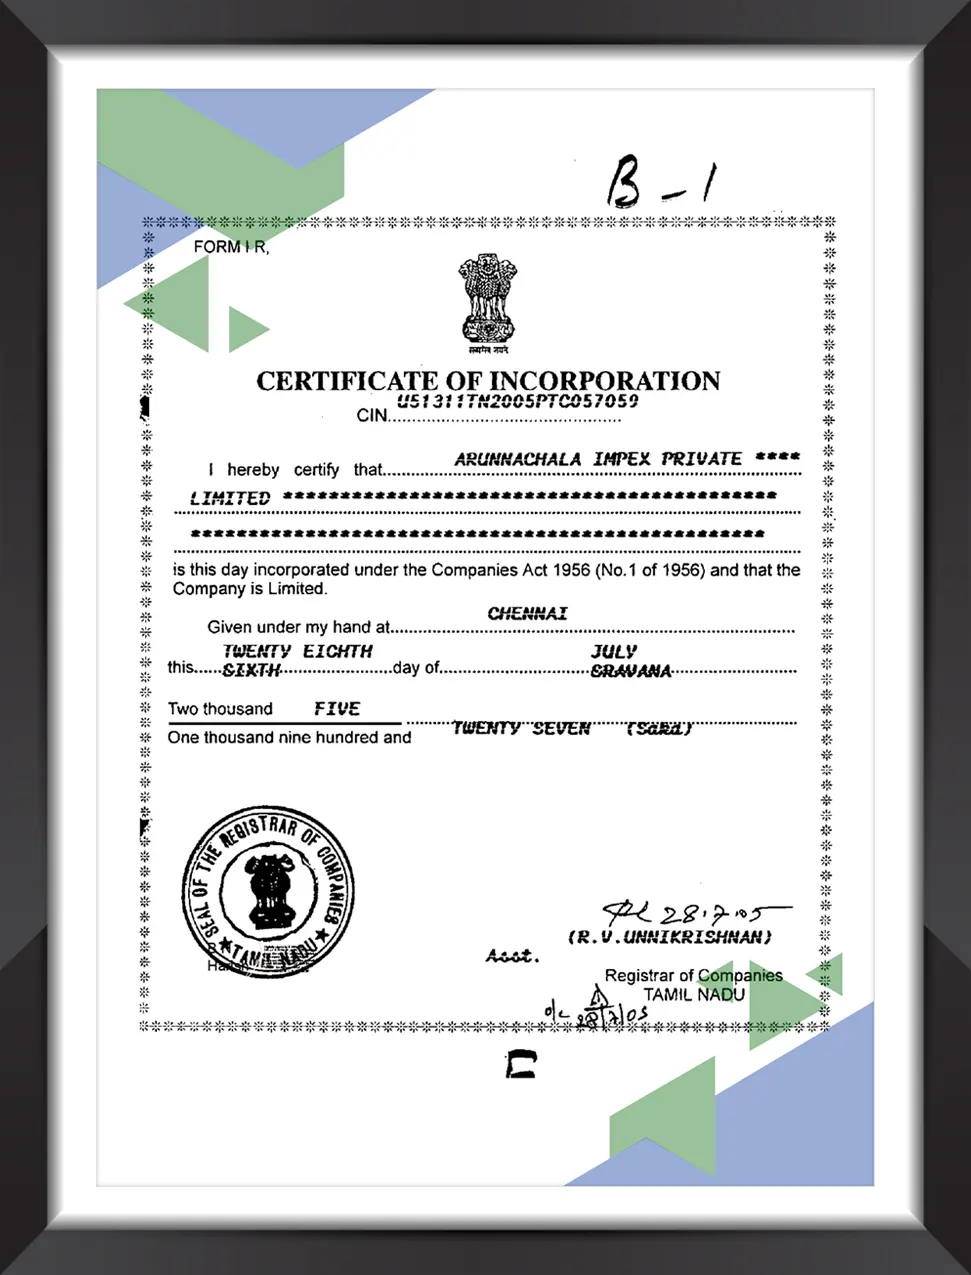 B - 1
FORM I R,
सत्यमेव जयते
CERTIFICATE OF INCORPORATION
CIN.......U51311TN2005PTC057059
I hereby certify that.......ARUNNACHALA IMPEX PRIVATE ****
LIMITED *******************************************
**************************************************
is this day incorporated under the Companies Act 1956 (No.1 of 1956) and that the
Company is Limited.
Given under my hand at.......CHENNAI
TWENTY EIGHTH JULY
this......SIXTH.......day of.......SRAVANA
Two thousand FIVE
One thousand nine hundred and TWENTY SEVEN (Saka)
SEAL OF THE REGISTRAR OF COMPANIES
★ TAMIL NADU ★
28.7.05
(R.V.UNNIKRISHNAN)
Asst.
Registrar of Companies
TAMIL NADU
28/7/05